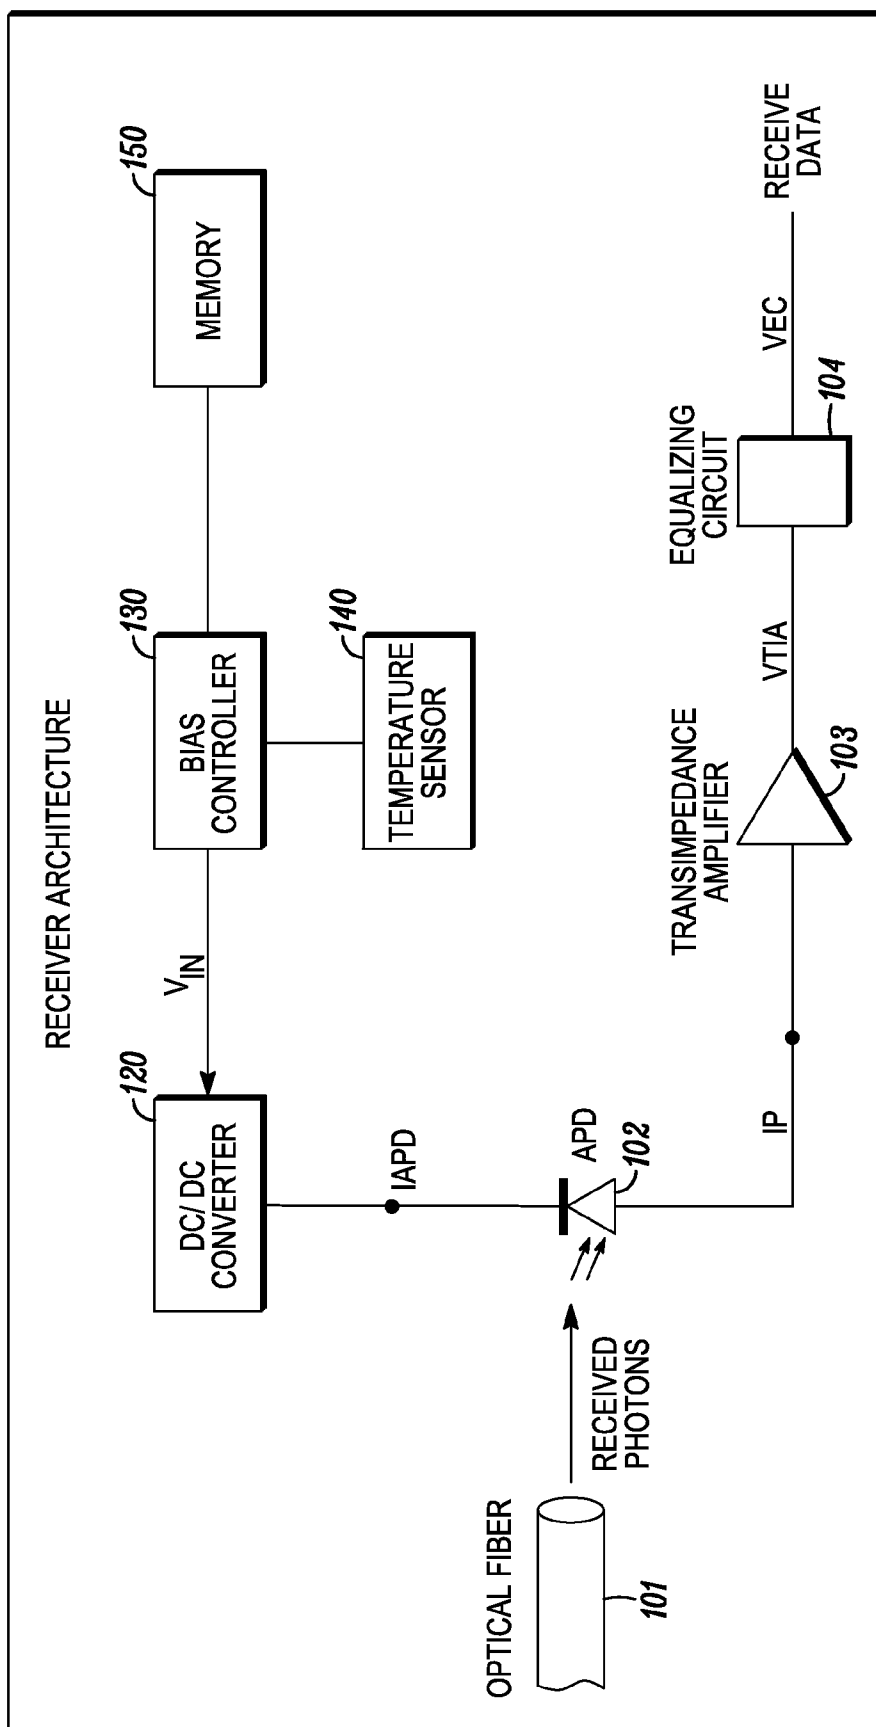 RECEIVER ARCHITECTURE
120
DC/ DC
CONVERTER
VIN
130
BIAS
CONTROLLER
150
MEMORY
140
TEMPERATURE
SENSOR
IAPD
OPTICAL FIBER
101
RECEIVED
PHOTONS
APD
102
IP
TRANSIMPEDANCE
AMPLIFIER
103
VTIA
EQUALIZING
CIRCUIT
104
VEC
RECEIVE
DATA